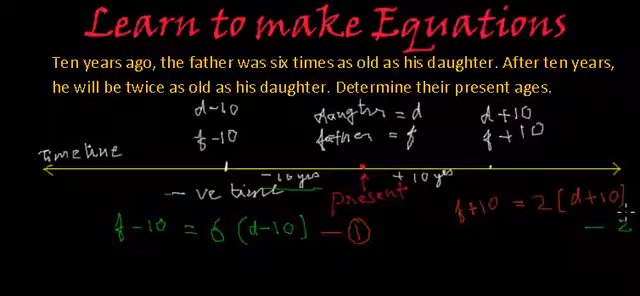 Learn to make Equations
Ten years ago, the father was six times as old as his daughter. After ten years,
he will be twice as old as his daughter. Determine their present ages.
d-10 daughter = d d+10
f-10 father = f f+10
timeline
-10 yrs +10 yrs
- ve time present
f-10 = 6 (d-10) - ① f+10 = 2 [d+10]
- 2